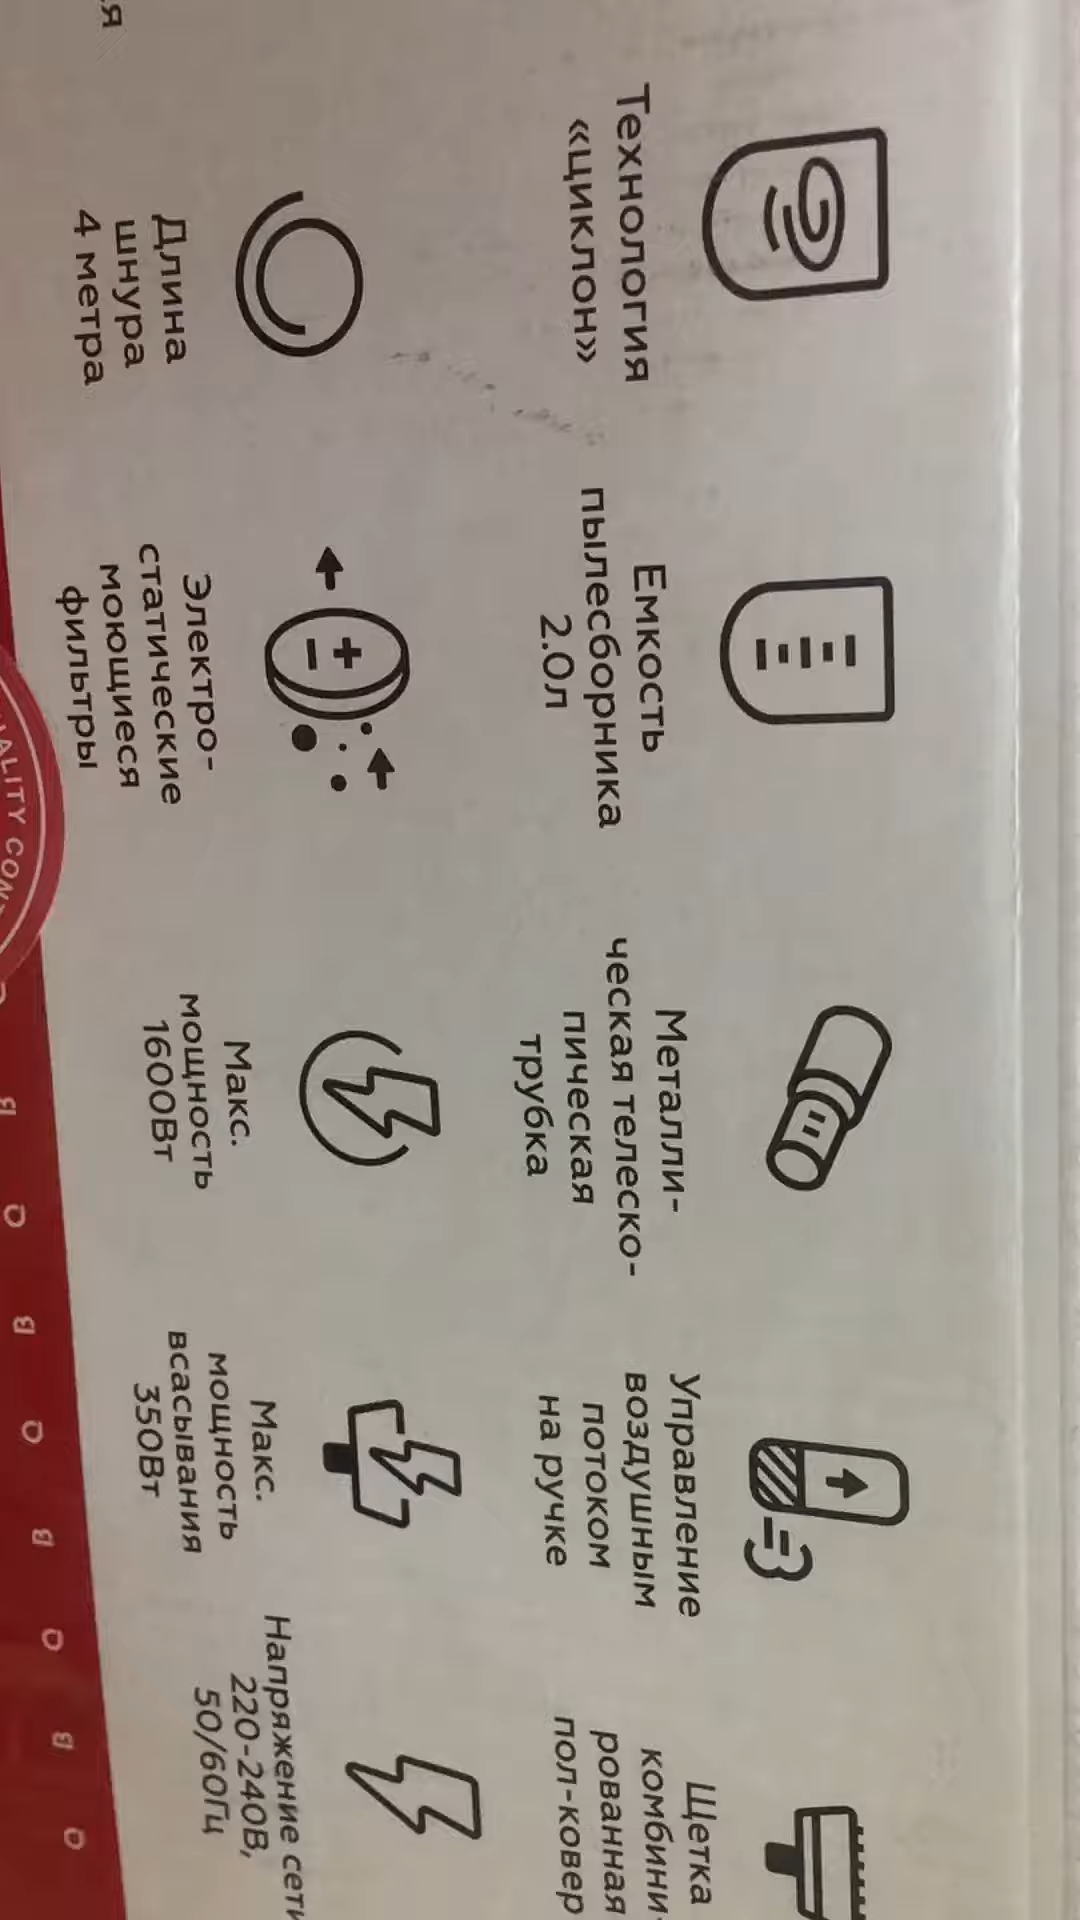 Технология
«циклон»
Емкость
пылесборника
2.0л
Металли-
ческая телеско-
пическая
трубка
Управление
воздушным
потоком
на ручке
Щетка
комбини-
рованная
пол-ковер
Длина
шнура
4 метра
Электро-
статические
моющиеся
фильтры
Макс.
мощность
1600Вт
Макс.
мощность
всасывания
350Вт
Напряжение сети
220-240В,
50/60Гц